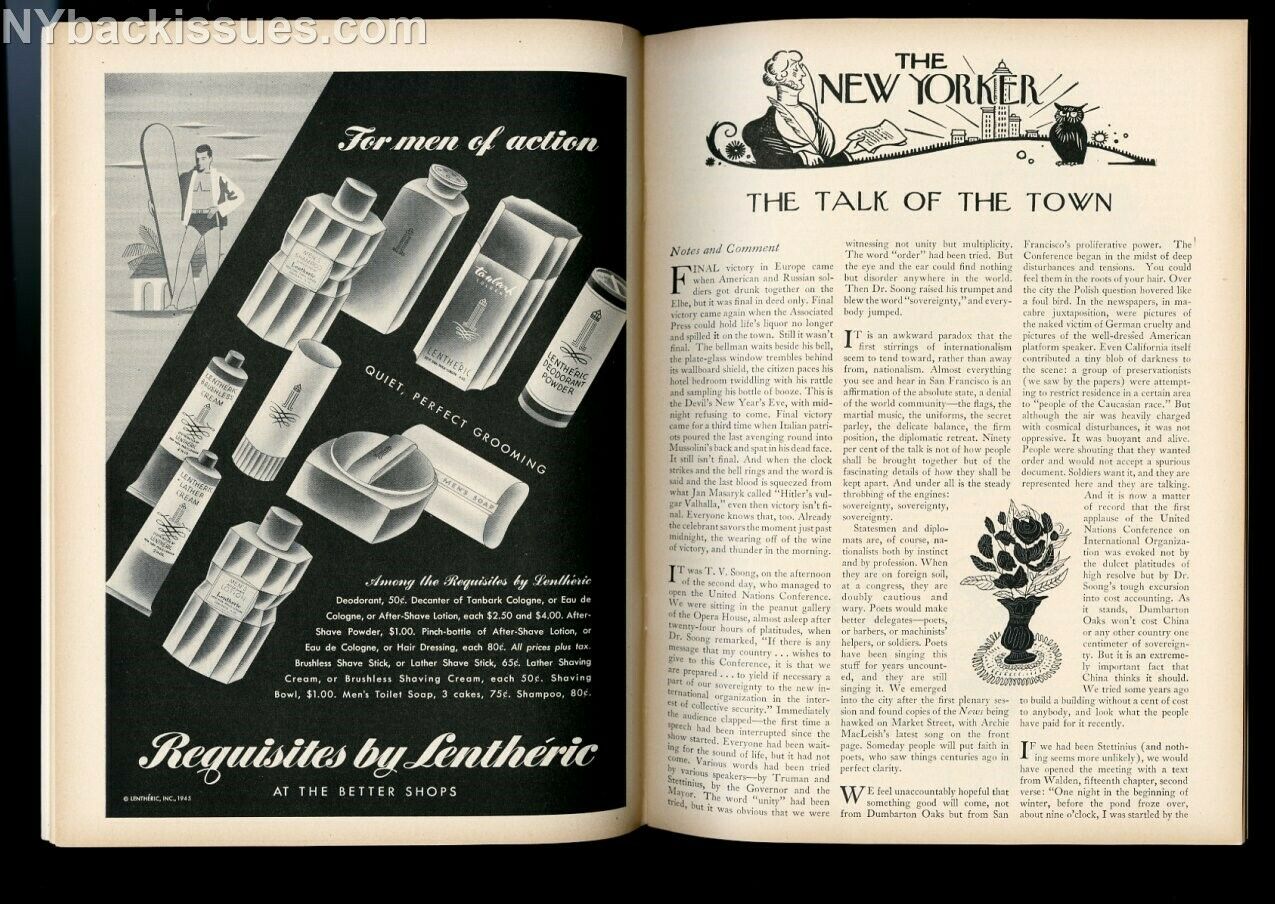 NYbackissues.com
For men of action
MEN'S
SHAMPOO
Lenthéric
Tanbark
LENTHÉRIC
LENTHÉRIC
DEODORANT
POWDER
LENTHÉRIC
BRUSHLESS
CREAM
LENTHÉRIC
LATHER
CREAM
QUIET, PERFECT GROOMING
MEN'S SOAP
MEN'S
LOTION
Lenthéric
Among the Requisites by Lenthéric
Deodorant, 50¢. Decanter of Tanbark Cologne, or Eau de
Cologne, or After-Shave Lotion, each $2.50 and $4.00. After-
Shave Powder, $1.00. Pinch-bottle of After-Shave Lotion, or
Eau de Cologne, or Hair Dressing, each 80¢. All prices plus tax.
Brushless Shave Stick, or Lather Shave Stick, 65¢. Lather Shaving
Cream, or Brushless Shaving Cream, each 50¢. Shaving
Bowl, $1.00. Men's Toilet Soap, 3 cakes, 75¢. Shampoo, 80¢.
Requisites by Lenthéric
AT THE BETTER SHOPS
© LENTHÉRIC, INC., 1945
THE
NEW YORKER
THE TALK OF THE TOWN
Notes and Comment
FINAL victory in Europe came
when American and Russian sol-
diers got drunk together on the
Elbe, but it was final in deed only. Final
victory came again when the Associated
Press could hold life's liquor no longer
and spilled it on the town. Still it wasn't
final. The bellman waits beside his bell,
the plate-glass window trembles behind
its wallboard shield, the citizen paces his
hotel bedroom twiddling with his rattle
and sampling his bottle of booze. This is
the Devil's New Year's Eve, with mid-
night refusing to come. Final victory
came for a third time when Italian patri-
ots poured the last avenging round into
Mussolini's back and spat in his dead face.
It still isn't final. And when the clock
strikes and the bell rings and the word is
said and the last blood is squeezed from
what Jan Masaryk called "Hitler's vul-
gar Valhalla," even then victory isn't fi-
nal. Everyone knows that, too. Already
the celebrant savors the moment just past
midnight, the wearing off of the wine
of victory, and thunder in the morning.
IT was T. V. Soong, on the afternoon
of the second day, who managed to
open the United Nations Conference.
We were sitting in the peanut gallery
of the Opera House, almost asleep after
twenty-four hours of platitudes, when
Dr. Soong remarked, "If there is any
message that my country . . . wishes to
give to this Conference, it is that we
are prepared . . . to yield if necessary a
part of our sovereignty to the new in-
ternational organization in the inter-
est of collective security." Immediately
the audience clapped—the first time a
speech had been interrupted since the
show started. Everyone had been wait-
ing for the sound of life, but it had not
come. Various words had been tried
by various speakers—by Truman and
Stettinius, by the Governor and the
Mayor. The word "unity" had been
tried, but it was obvious that we were
witnessing not unity but multiplicity.
The word "order" had been tried. But
the eye and the ear could find nothing
but disorder anywhere in the world.
Then Dr. Soong raised his trumpet and
blew the word "sovereignty," and every-
body jumped.
IT is an awkward paradox that the
first stirrings of internationalism
seem to tend toward, rather than away
from, nationalism. Almost everything
you see and hear in San Francisco is an
affirmation of the absolute state, a denial
of the world community—the flags, the
martial music, the uniforms, the secret
parley, the delicate balance, the firm
position, the diplomatic retreat. Ninety
per cent of the talk is not of how people
shall be brought together but of the
fascinating details of how they shall be
kept apart. And under all is the steady
throbbing of the engines:
sovereignty, sovereignty,
sovereignty.
Statesmen and diplo-
mats are, of course, na-
tionalists both by instinct
and by profession. When
they are on foreign soil,
at a congress, they are
doubly cautious and
wary. Poets would make
better delegates—poets,
or barbers, or machinists'
helpers, or soldiers. Poets
have been singing this
stuff for years uncount-
ed, and they are still
singing it. We emerged
into the city after the first plenary ses-
sion and found copies of the News being
hawked on Market Street, with Archie
MacLeish's latest song on the front
page. Someday people will put faith in
poets, who saw things centuries ago in
perfect clarity.
WE feel unaccountably hopeful that
something good will come, not
from Dumbarton Oaks but from San
Francisco's proliferative power. The
Conference began in the midst of deep
disturbances and tensions. You could
feel them in the roots of your hair. Over
the city the Polish question hovered like
a foul bird. In the newspapers, in ma-
cabre juxtaposition, were pictures of
the naked victim of German cruelty and
pictures of the well-dressed American
platform speaker. Even California itself
contributed a tiny blob of darkness to
the scene: a group of preservationists
(we saw by the papers) were attempt-
ing to restrict residence in a certain area
to "people of the Caucasian race." But
although the air was heavily charged
with cosmical disturbances, it was not
oppressive. It was buoyant and alive.
People were shouting that they wanted
order and would not accept a spurious
document. Soldiers want it, and they are
represented here and they are talking.
And it is now a matter
of record that the first
applause of the United
Nations Conference on
International Organiza-
tion was evoked not by
the dulcet platitudes of
high resolve but by Dr.
Soong's tough excursion
into cost accounting. As
it stands, Dumbarton
Oaks won't cost China
or any other country one
centimeter of sovereign-
ty. But it is an extreme-
ly important fact that
China thinks it should.
We tried some years ago
to build a building without a cent of cost
to anybody, and look what the people
have paid for it recently.
IF we had been Stettinius (and noth-
ing seems more unlikely), we would
have opened the meeting with a text
from Walden, fifteenth chapter, second
verse: "One night in the beginning of
winter, before the pond froze over,
about nine o'clock, I was startled by the